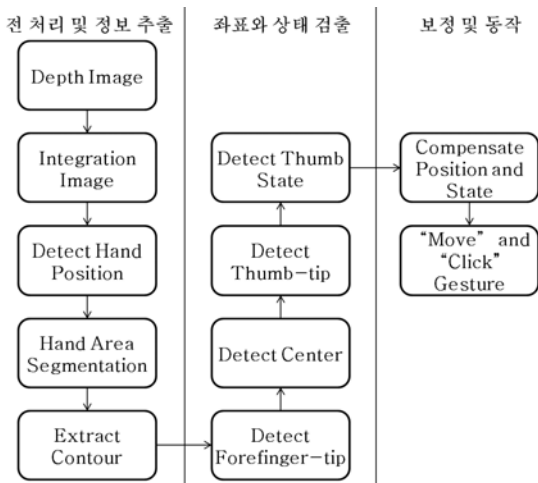 전 처리 및 정보 추출
Depth Image
Integration
Image
Detect Hand
Position
Hand Area
Segmentation
Extract
Contour
좌표와 상태 검출
Detect Thumb
State
Detect
Thumb-tip
Detect Center
Detect
Forefinger-tip
보정 및 동작
Compensate
Position and
State
“Move” and
“Click”
Gesture